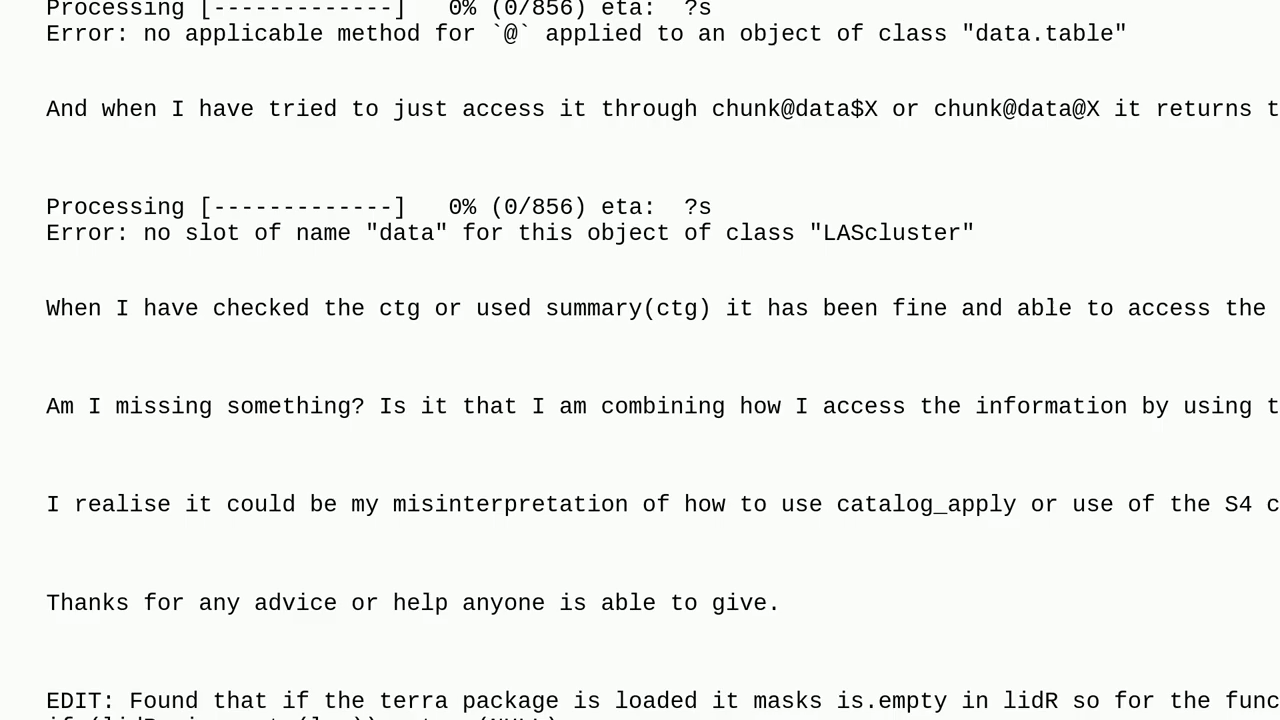 Processing [-------------]   0% (0/856) eta:  ?s
Error: no applicable method for `@` applied to an object of class "data.table"
And when I have tried to just access it through chunk@data$X or chunk@data@X it returns
Processing [-------------]   0% (0/856) eta:  ?s
Error: no slot of name "data" for this object of class "LAScluster"
When I have checked the ctg or used summary(ctg) it has been fine and able to access the
Am I missing something? Is it that I am combining how I access the information by using
I realise it could be my misinterpretation of how to use catalog_apply or use of the S4
Thanks for any advice or help anyone is able to give.
EDIT: Found that if the terra package is loaded it masks is.empty in lidR so for the